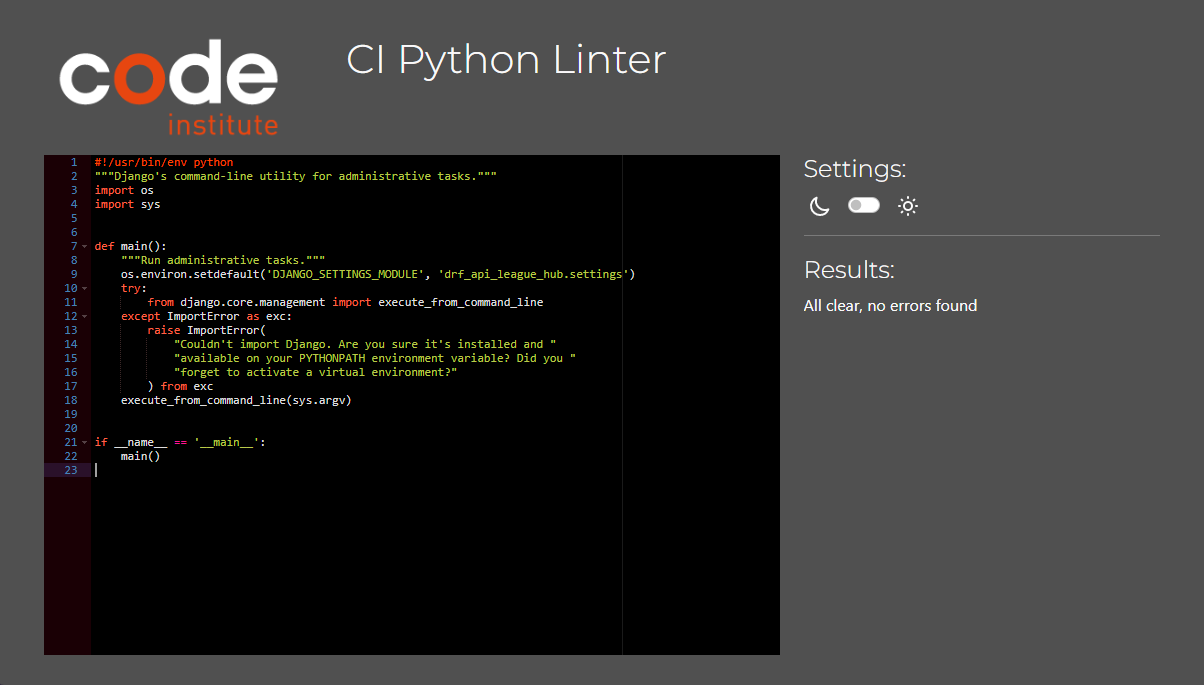 code
institute
CI Python Linter
1 #!/usr/bin/env python
2 """Django's command-line utility for administrative tasks."""
3 import os
4 import sys
5
6
7 def main():
8     """Run administrative tasks."""
9     os.environ.setdefault('DJANGO_SETTINGS_MODULE', 'drf_api_league_hub.settings')
10     try:
11         from django.core.management import execute_from_command_line
12     except ImportError as exc:
13         raise ImportError(
14             "Couldn't import Django. Are you sure it's installed and "
15             "available on your PYTHONPATH environment variable? Did you "
16             "forget to activate a virtual environment?"
17         ) from exc
18     execute_from_command_line(sys.argv)
19
20
21 if __name__ == '__main__':
22     main()
23
Settings:
Results:
All clear, no errors found